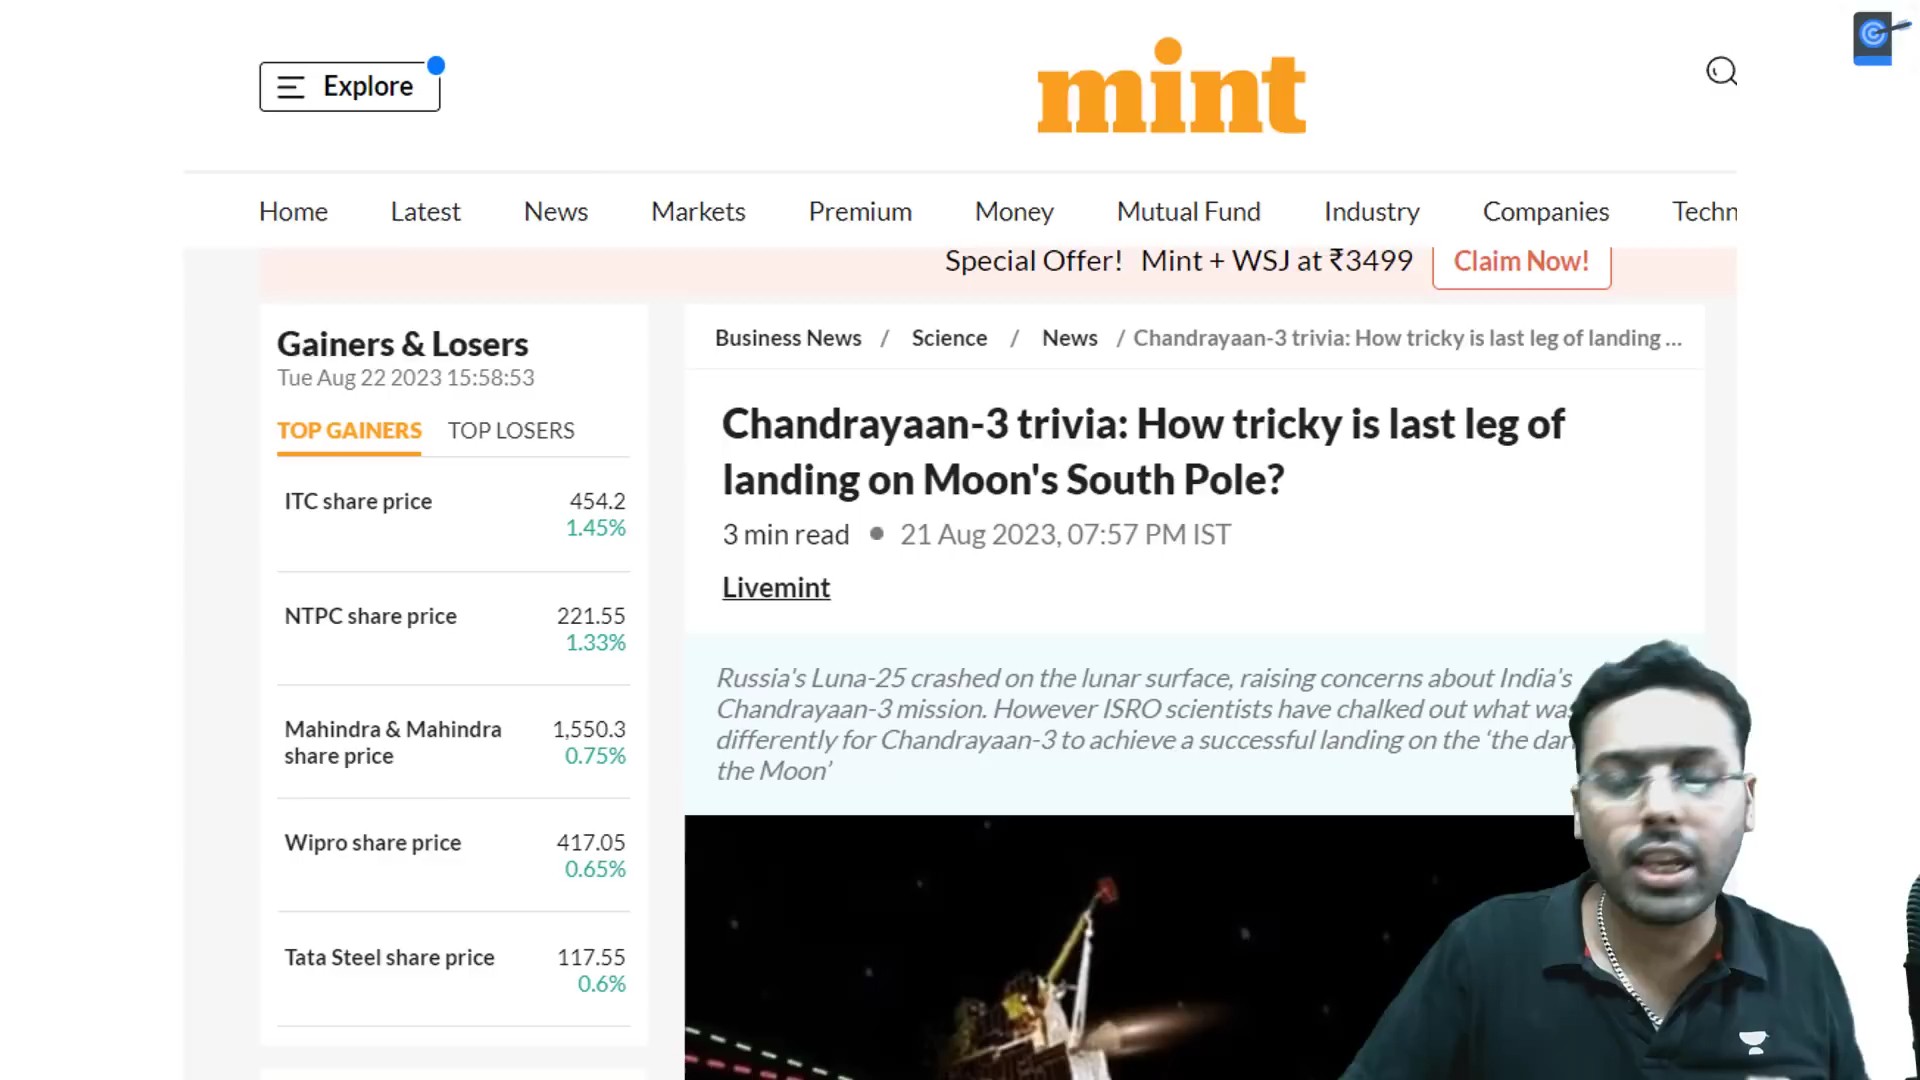 Explore
mint
Home Latest News Markets Premium Money Mutual Fund Industry Companies Techn
Special Offer! Mint + WSJ at ₹3499 Claim Now!
Gainers & Losers
Tue Aug 22 2023 15:58:53
TOP GAINERS TOP LOSERS
ITC share price 454.2
1.45%
NTPC share price 221.55
1.33%
Mahindra & Mahindra 1,550.3
share price 0.75%
Wipro share price 417.05
0.65%
Tata Steel share price 117.55
0.6%
Business News / Science / News / Chandrayaan-3 trivia: How tricky is last leg of landing ...
Chandrayaan-3 trivia: How tricky is last leg of
landing on Moon's South Pole?
3 min read • 21 Aug 2023, 07:57 PM IST
Livemint
Russia's Luna-25 crashed on the lunar surface, raising concerns about India's
Chandrayaan-3 mission. However ISRO scientists have chalked out what was
differently for Chandrayaan-3 to achieve a successful landing on the ‘the dar
the Moon’